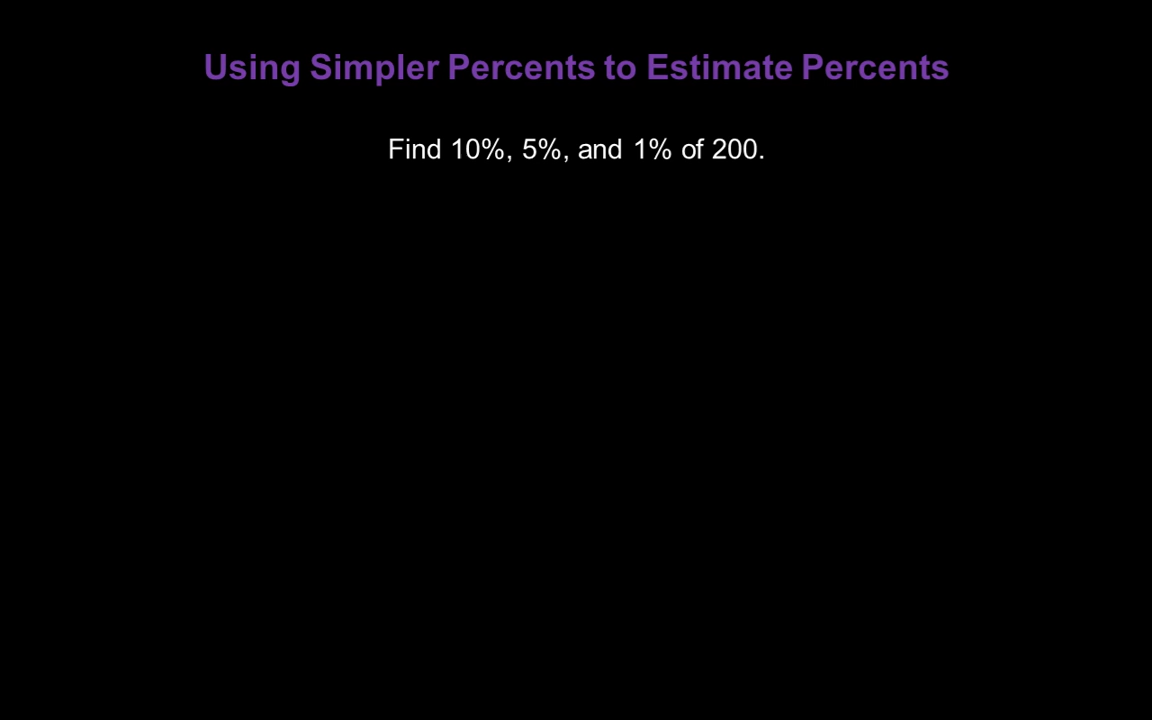 Using Simpler Percents to Estimate Percents
Find 10%, 5%, and 1% of 200.